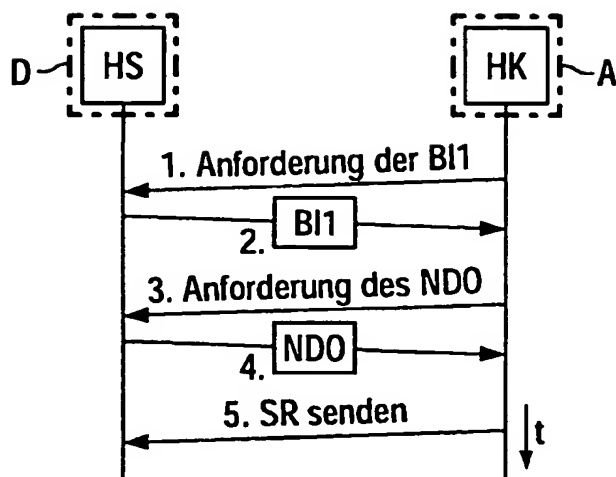 D
HS
HK
A
1. Anforderung der BI1
2. BI1
3. Anforderung des NDO
4. NDO
5. SR senden
t